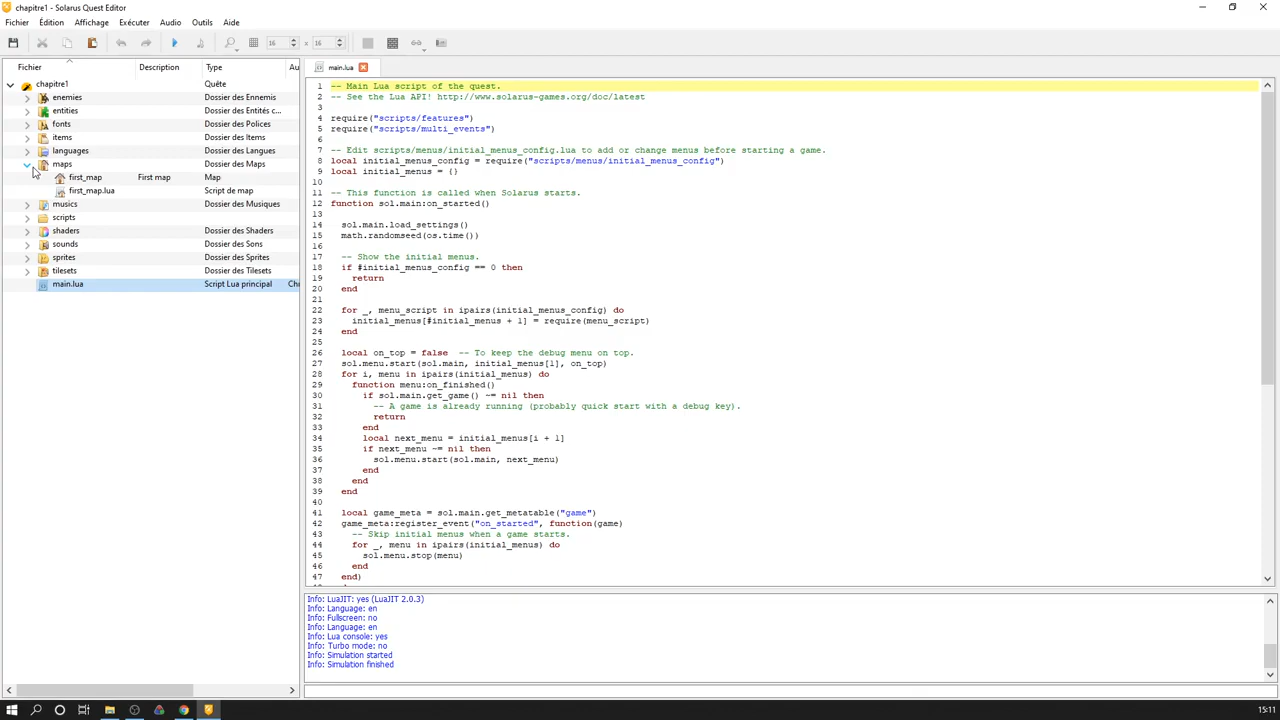 chapitre1 - Solarus Quest Editor
Fichier Édition Affichage Exécuter Audio Outils Aide
16 x 16
Fichier Description Type Au
chapitre1 Quête
enemies Dossier des Ennemis
entities Dossier des Entités c...
fonts Dossier des Polices
items Dossier des Items
languages Dossier des Langues
maps Dossier des Maps
first_map First map Map
first_map.lua Script de map
musics Dossier des Musiques
scripts
shaders Dossier des Shaders
sounds Dossier des Sons
sprites Dossier des Sprites
tilesets Dossier des Tilesets
main.lua Script Lua principal Ch
main.lua
1 -- Main Lua script of the quest.
2 -- See the Lua API! http://www.solarus-games.org/doc/latest
3
4 require("scripts/features")
5 require("scripts/multi_events")
6
7 -- Edit scripts/menus/initial_menus_config.lua to add or change menus before starting a game.
8 local initial_menus_config = require("scripts/menus/initial_menus_config")
9 local initial_menus = {}
10
11 -- This function is called when Solarus starts.
12 function sol.main:on_started()
13
14 sol.main.load_settings()
15 math.randomseed(os.time())
16
17 -- Show the initial menus.
18 if #initial_menus_config == 0 then
19 return
20 end
21
22 for _, menu_script in ipairs(initial_menus_config) do
23 initial_menus[#initial_menus + 1] = require(menu_script)
24 end
25
26 local on_top = false -- To keep the debug menu on top.
27 sol.menu.start(sol.main, initial_menus[1], on_top)
28 for i, menu in ipairs(initial_menus) do
29 function menu:on_finished()
30 if sol.main.get_game() ~= nil then
31 -- A game is already running (probably quick start with a debug key).
32 return
33 end
34 local next_menu = initial_menus[i + 1]
35 if next_menu ~= nil then
36 sol.menu.start(sol.main, next_menu)
37 end
38 end
39 end
40
41 local game_meta = sol.main.get_metatable("game")
42 game_meta:register_event("on_started", function(game)
43 -- Skip initial menus when a game starts.
44 for _, menu in ipairs(initial_menus) do
45 sol.menu.stop(menu)
46 end
47 end)
Info: LuaJIT: yes (LuaJIT 2.0.3)
Info: Language: en
Info: Fullscreen: no
Info: Language: en
Info: Lua console: yes
Info: Turbo mode: no
Info: Simulation started
Info: Simulation finished
15:11